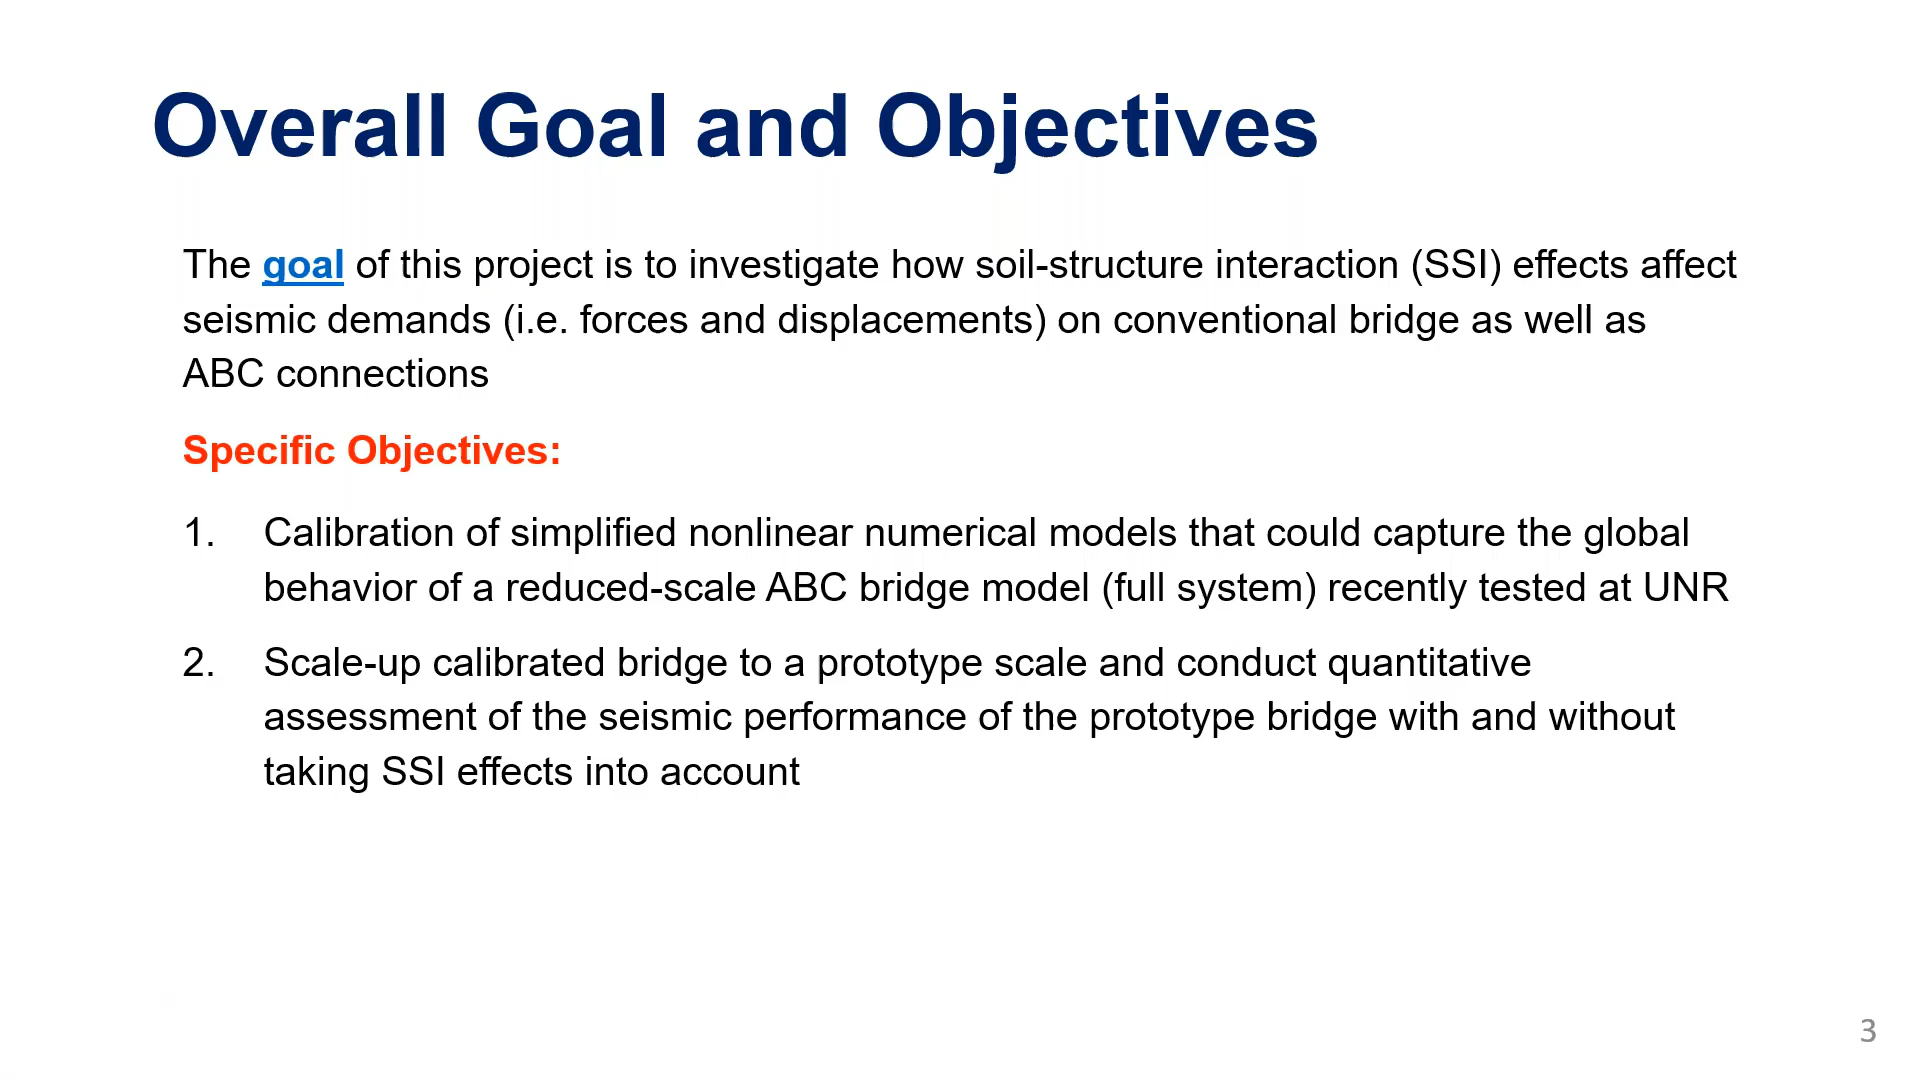 Overall Goal and Objectives
The goal of this project is to investigate how soil-structure interaction (SSI) effects affect
seismic demands (i.e. forces and displacements) on conventional bridge as well as
ABC connections
Specific Objectives:
1. Calibration of simplified nonlinear numerical models that could capture the global
behavior of a reduced-scale ABC bridge model (full system) recently tested at UNR
2. Scale-up calibrated bridge to a prototype scale and conduct quantitative
assessment of the seismic performance of the prototype bridge with and without
taking SSI effects into account
3